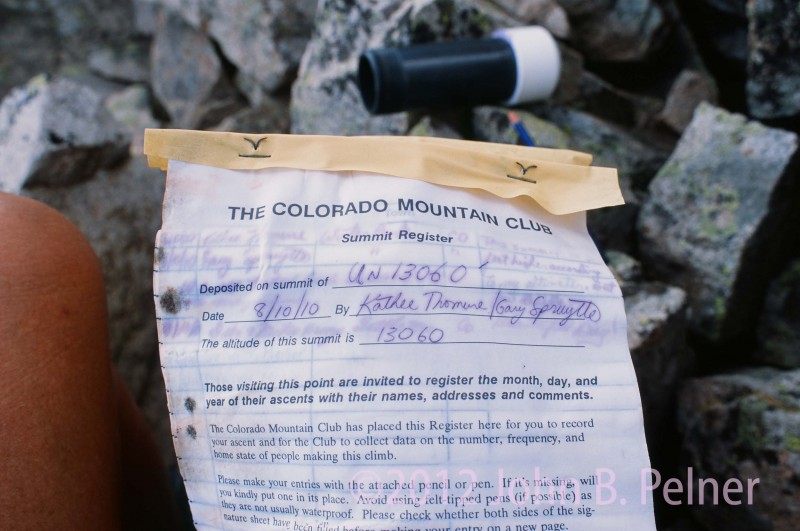 THE COLORADO MOUNTAIN CLUB
Summit Register
Deposited on summit of UN 13060'
Date 8/10/10 By Kathee Thomure / Gary Spruytte
The altitude of this summit is 13060
Those visiting this point are invited to register the month, day, and
year of their ascents with their names, addresses and comments.
The Colorado Mountain Club has placed this Register here for you to record
your ascent and for the Club to collect data on the number, frequency, and
home state of people making this climb.
Please make your entries with the attached pencil or pen. If it's missing, will
you kindly put one in its place. Avoid using felt-tipped pens (if possible) as
they are not usually waterproof. Please check whether both sides of the sig-
nature sheet have been filled before making your entry on a new page.
©2012 John B. Pelner